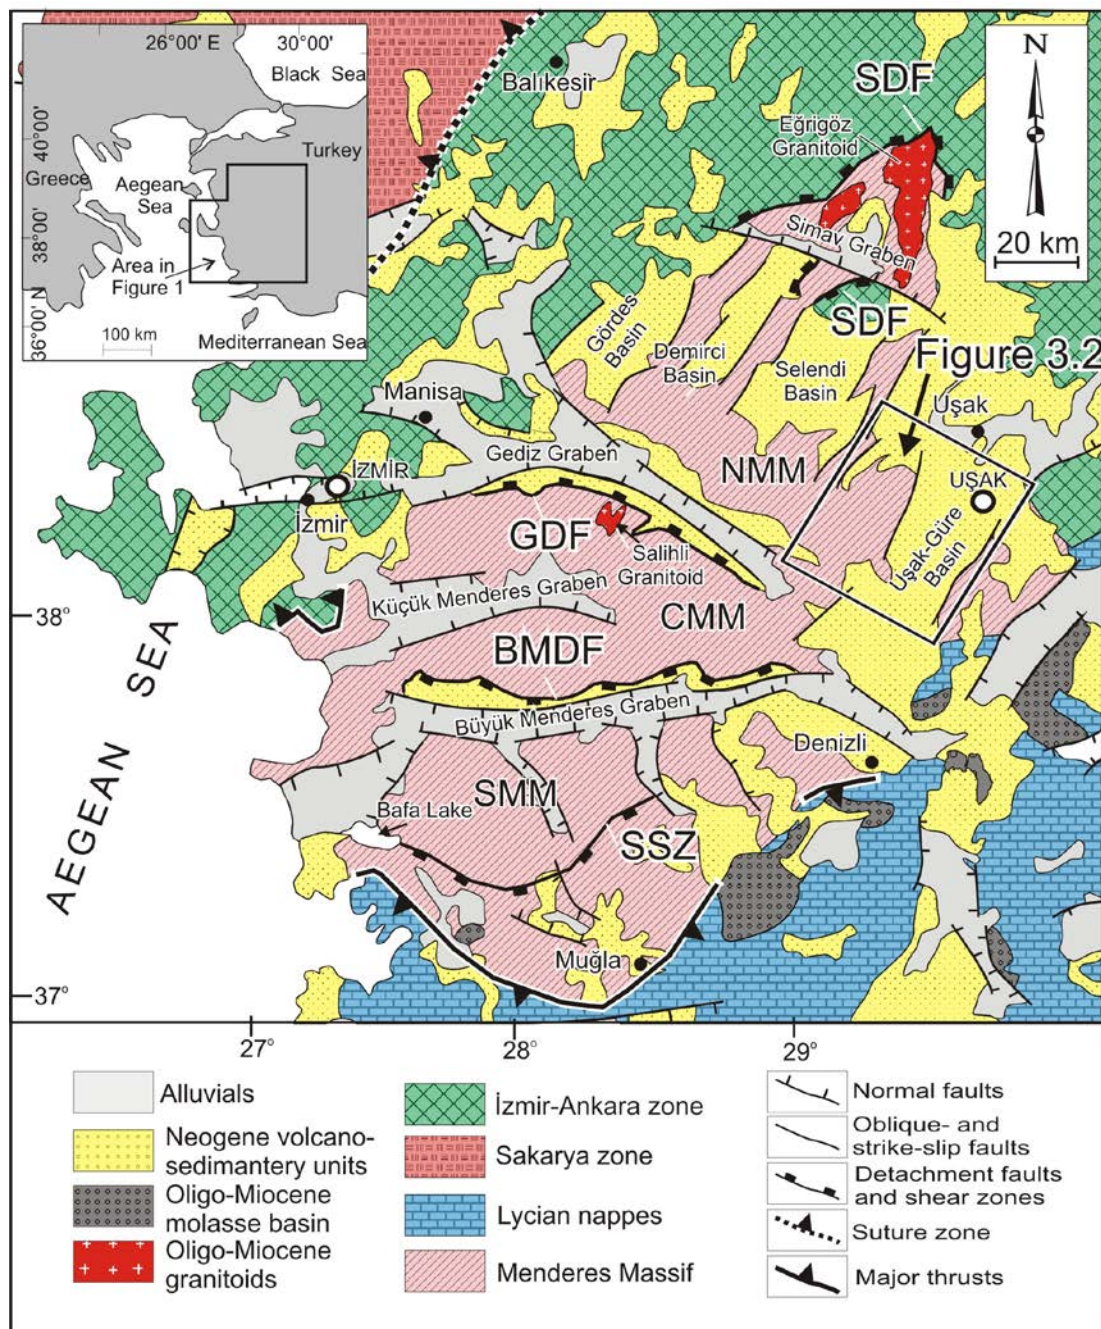 26°00' E
30°00'
Black Sea
40°00'
Greece
Turkey
Aegean
Sea
38°00'
Area in
Figure 1
36°00' N
100 km
Mediterranean Sea
Balıkesir
SDF
Eğrigöz
Granitoid
N
20 km
Simav Graben
SDF
Gördes
Basin
Demirci
Basin
Selendi
Basin
Figure 3.2
Uşak
Manisa
Gediz Graben
NMM
UŞAK
İZMİR
İzmir
GDF
Salihli
Granitoid
Uşak-Güre
Basin
Küçük Menderes Graben
CMM
38°
BMDF
Büyük Menderes Graben
Denizli
AEGEAN SEA
SMM
Bafa Lake
SSZ
Muğla
37°
27°
28°
29°
Alluvials
Neogene volcano-
sedimantery units
Oligo-Miocene
molasse basin
Oligo-Miocene
granitoids
İzmir-Ankara zone
Sakarya zone
Lycian nappes
Menderes Massif
Normal faults
Oblique- and
strike-slip faults
Detachment faults
and shear zones
Suture zone
Major thrusts